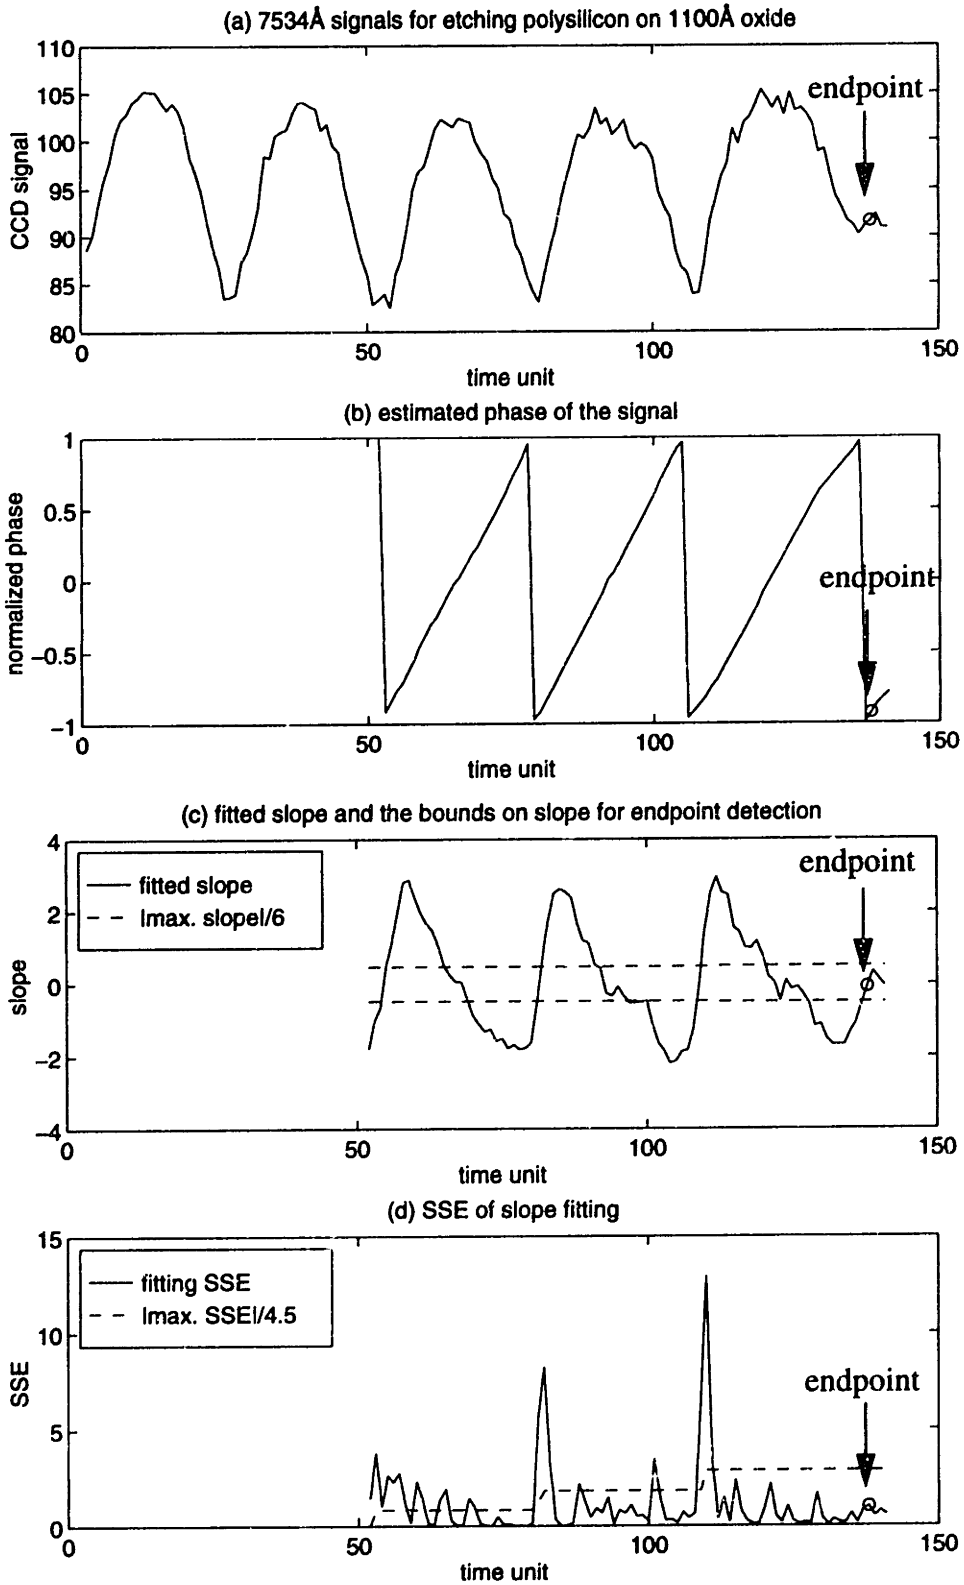 (a) 7534Å signals for etching polysilicon on 1100Å oxide
110
105
100
95
90
85
80
CCD signal
endpoint
0
50
100
150
time unit
(b) estimated phase of the signal
1
0.5
0
−0.5
−1
normalized phase
endpoint
0
50
100
150
time unit
(c) fitted slope and the bounds on slope for endpoint detection
4
2
0
−2
−4
slope
fitted slope
|max. slope|/6
endpoint
0
50
100
150
time unit
(d) SSE of slope fitting
15
10
5
0
SSE
fitting SSE
|max. SSE|/4.5
endpoint
0
50
100
150
time unit